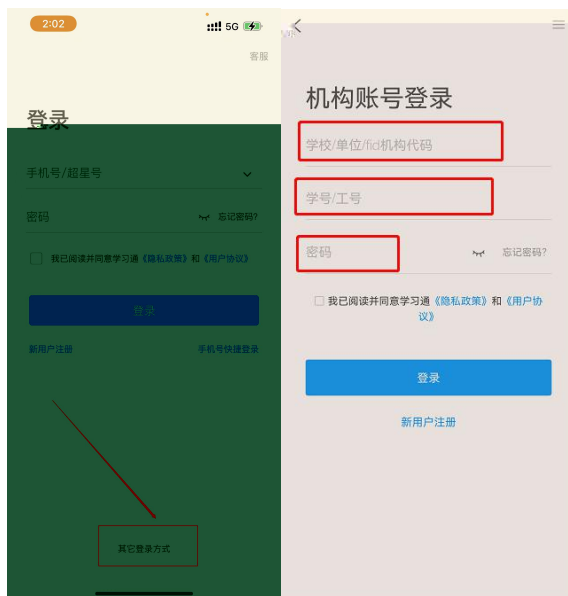 2:02
5G
客服
登录
手机号/超星号
密码
忘记密码?
我已阅读并同意学习通《隐私政策》和《用户协议》
登录
新用户注册
手机号快捷登录
其它登录方式
机构账号登录
学校/单位/fid机构代码
学号/工号
密码
忘记密码?
我已阅读并同意学习通《隐私政策》和《用户协
议》
登录
新用户注册